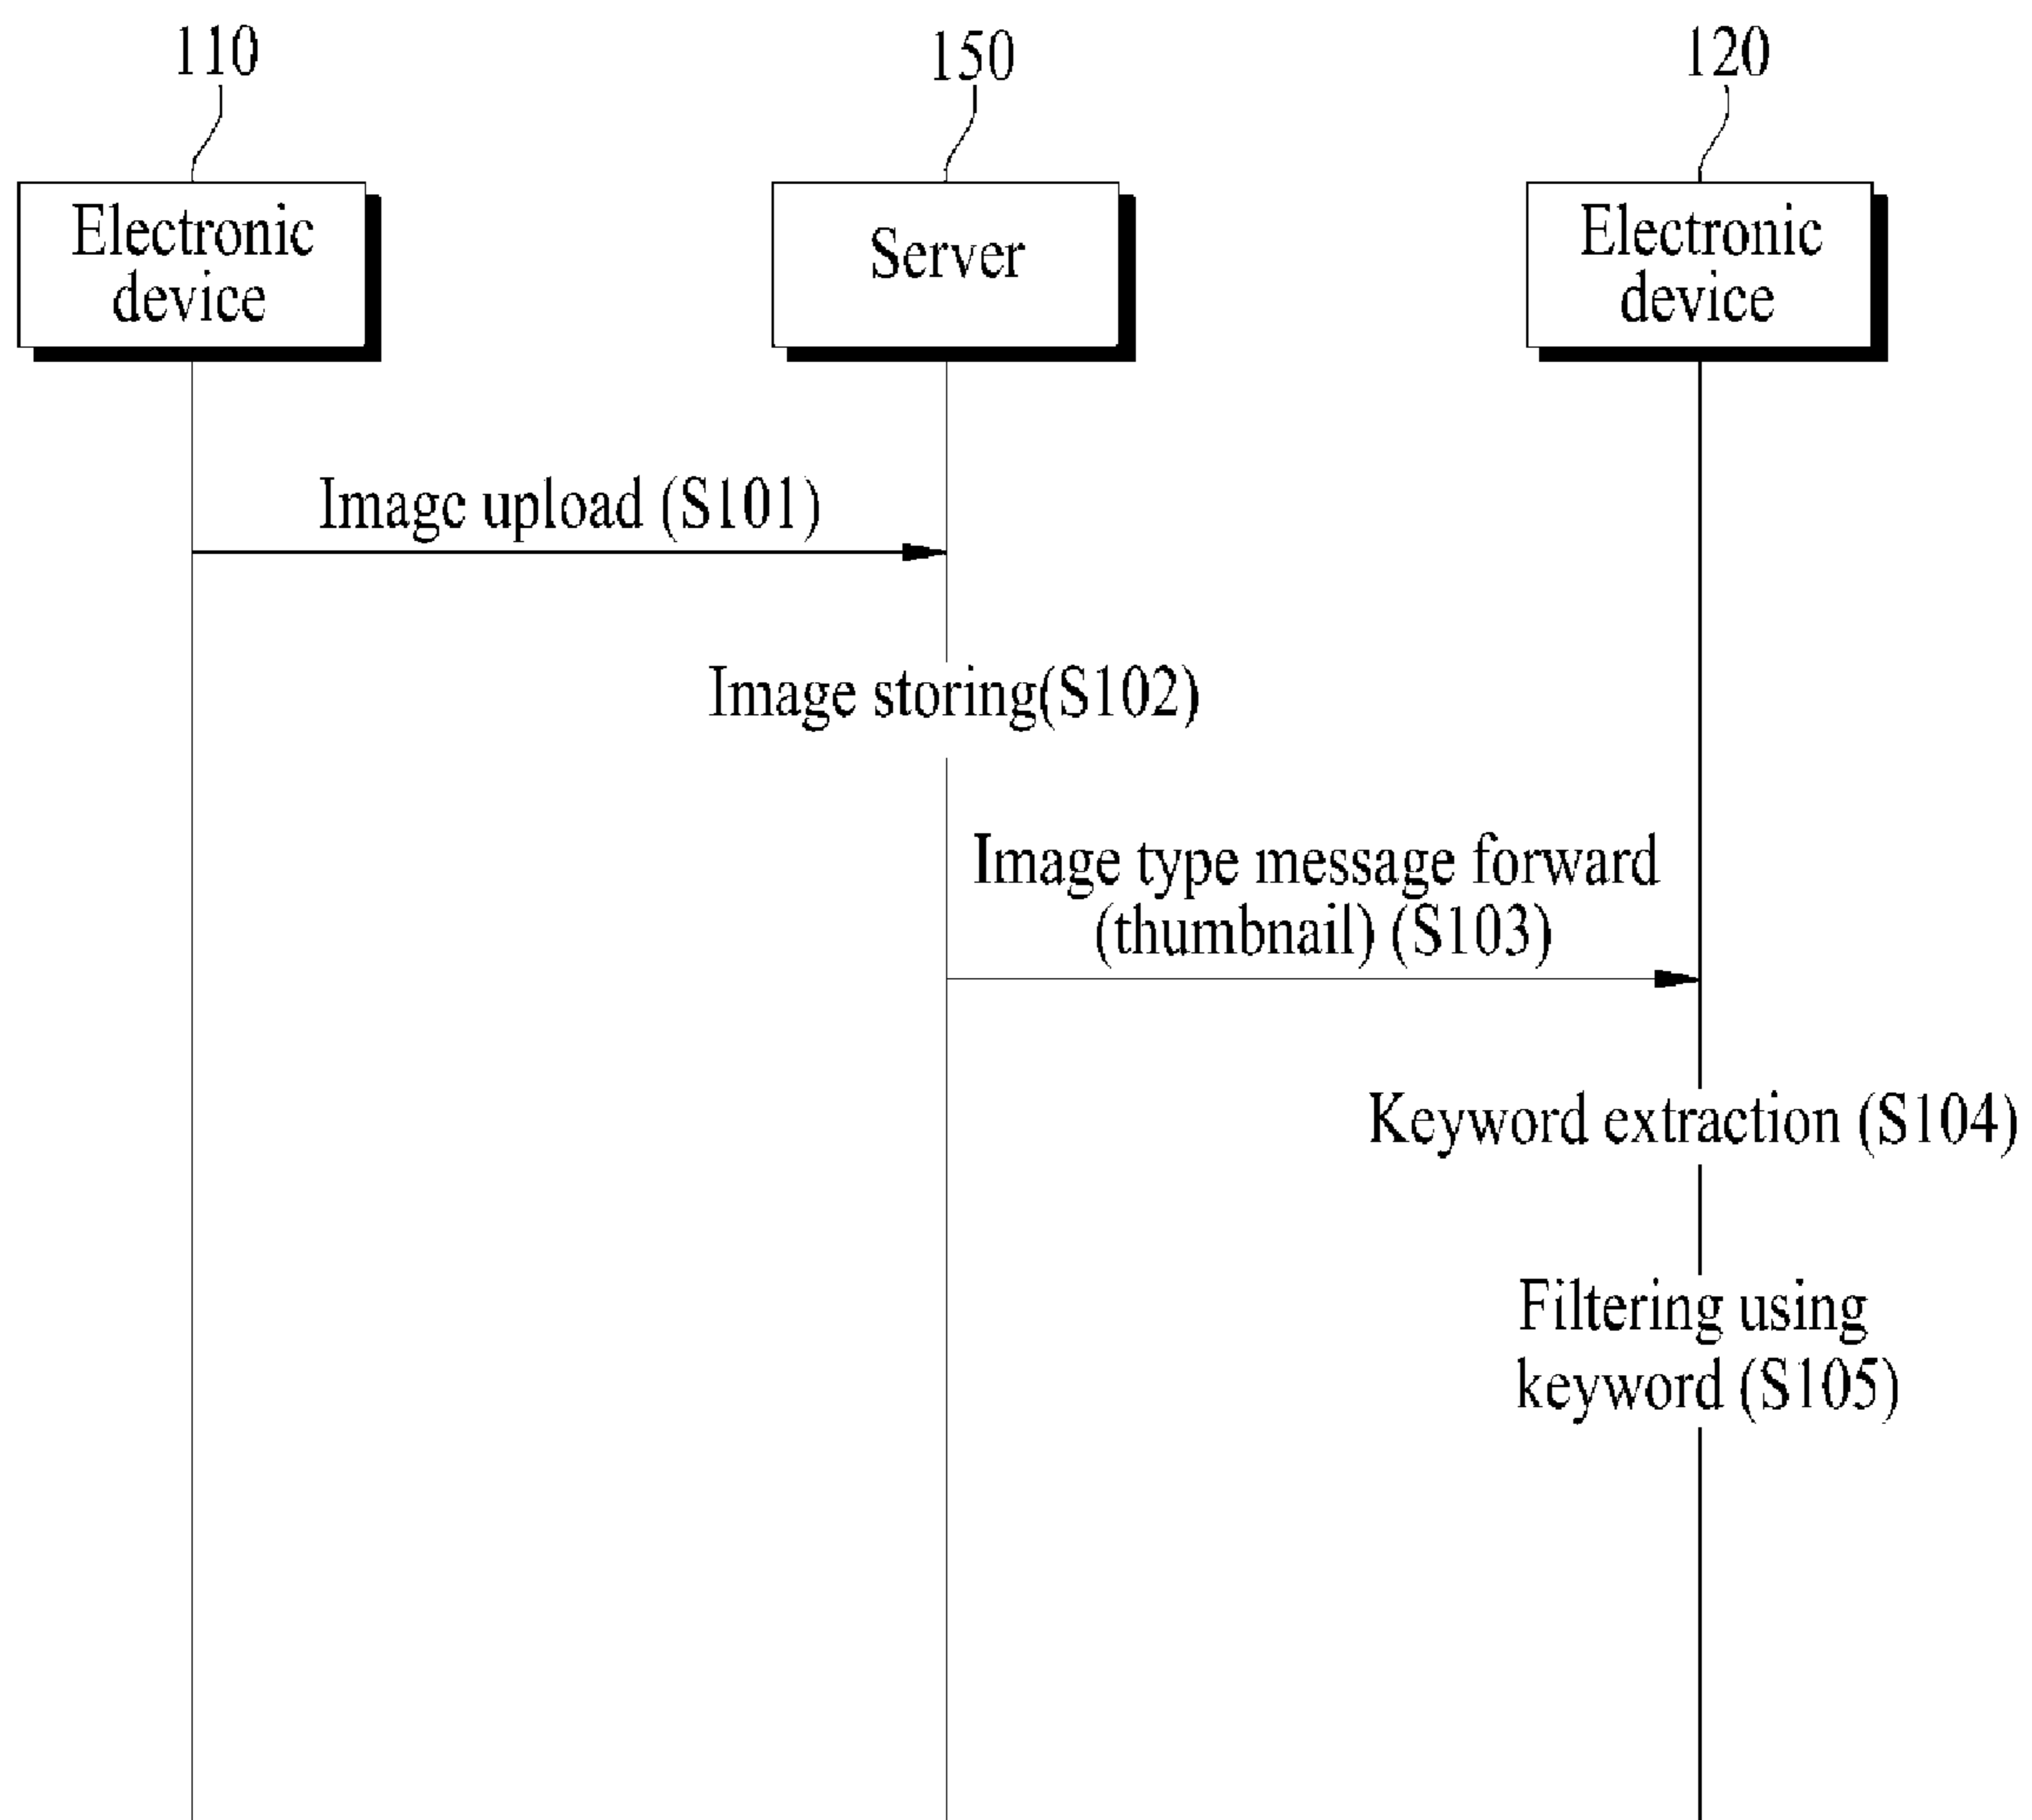 110
150
120
Electronic
device
Server
Electronic
device
Image upload (S101)
Image storing(S102)
Image type message forward
(thumbnail) (S103)
Keyword extraction (S104)
Filtering using
keyword (S105)